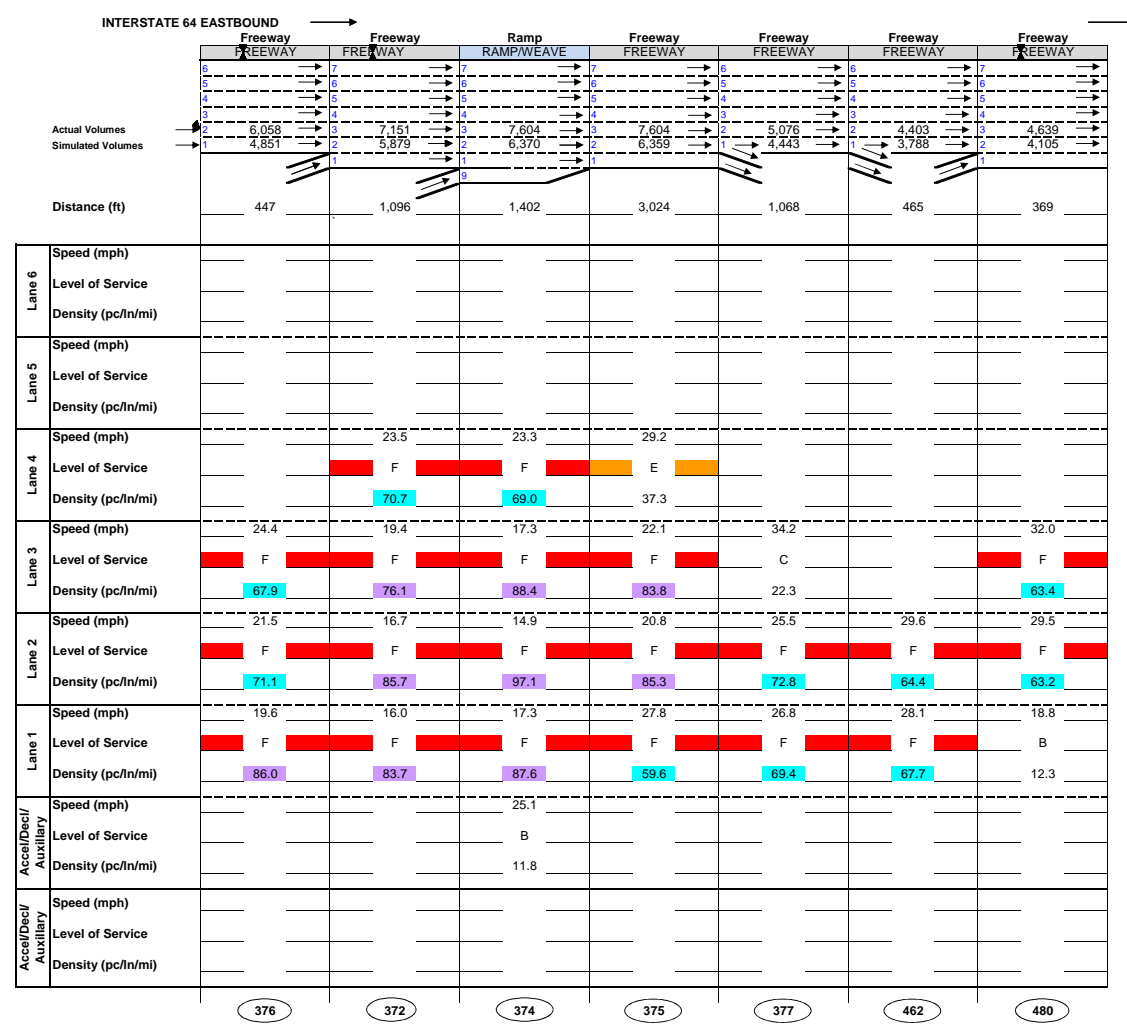 INTERSTATE 64 EASTBOUND
Freeway Freeway Ramp Freeway Freeway Freeway Freeway
FREEWAY FREEWAY RAMP/WEAVE FREEWAY FREEWAY FREEWAY FREEWAY
6 7 7 7 6 6 7
5 6 6 6 5 5 6
4 5 5 5 4 4 5
3 4 4 4 3 3 4
Actual Volumes 2 6,058 3 7,151 3 7,604 3 7,604 2 5,076 2 4,403 3 4,639
Simulated Volumes 1 4,851 2 5,879 2 6,370 2 6,359 1 4,443 1 3,788 2 4,105
1 1 1 1
9
Distance (ft) 447 1,096 1,402 3,024 1,068 465 369
Lane 6
Speed (mph)
Level of Service
Density (pc/ln/mi)
Lane 5
Speed (mph)
Level of Service
Density (pc/ln/mi)
Lane 4
Speed (mph) 23.5 23.3 29.2
Level of Service F F E
Density (pc/ln/mi) 70.7 69.0 37.3
Lane 3
Speed (mph) 24.4 19.4 17.3 22.1 34.2 32.0
Level of Service F F F F C F
Density (pc/ln/mi) 67.9 76.1 88.4 83.8 22.3 63.4
Lane 2
Speed (mph) 21.5 16.7 14.9 20.8 25.5 29.6 29.5
Level of Service F F F F F F F
Density (pc/ln/mi) 71.1 85.7 97.1 85.3 72.8 64.4 63.2
Lane 1
Speed (mph) 19.6 16.0 17.3 27.8 26.8 28.1 18.8
Level of Service F F F F F F B
Density (pc/ln/mi) 86.0 83.7 87.6 59.6 69.4 67.7 12.3
Accel/Decl/
Auxillary
Speed (mph) 25.1
Level of Service B
Density (pc/ln/mi) 11.8
Accel/Decl/
Auxillary
Speed (mph)
Level of Service
Density (pc/ln/mi)
376 372 374 375 377 462 480